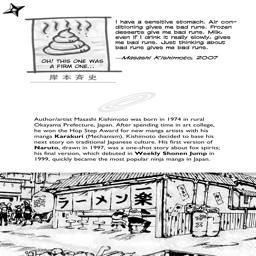 I have a sensitive stomach. Air con-
ditioning gives me bad runs. Frozen
desserts give me bad runs. Milk,
even if I drink it really slowly, gives
me bad runs. Just thinking about
bad runs gives me bad runs.
—Masashi Kishimoto, 2007
OH! THIS ONE WAS
A FIRM ONE...
岸本斉史
Author/artist Masashi Kishimoto was born in 1974 in rural
Okayama Prefecture, Japan. After spending time in art college,
he won the Hop Step Award for new manga artists with his
manga Karakuri (Mechanism). Kishimoto decided to base his
next story on traditional Japanese culture. His first version of
Naruto, drawn in 1997, was a one-shot story about fox spirits;
his final version, which debuted in Weekly Shonen Jump in
1999, quickly became the most popular ninja manga in Japan.
ラーメン 楽